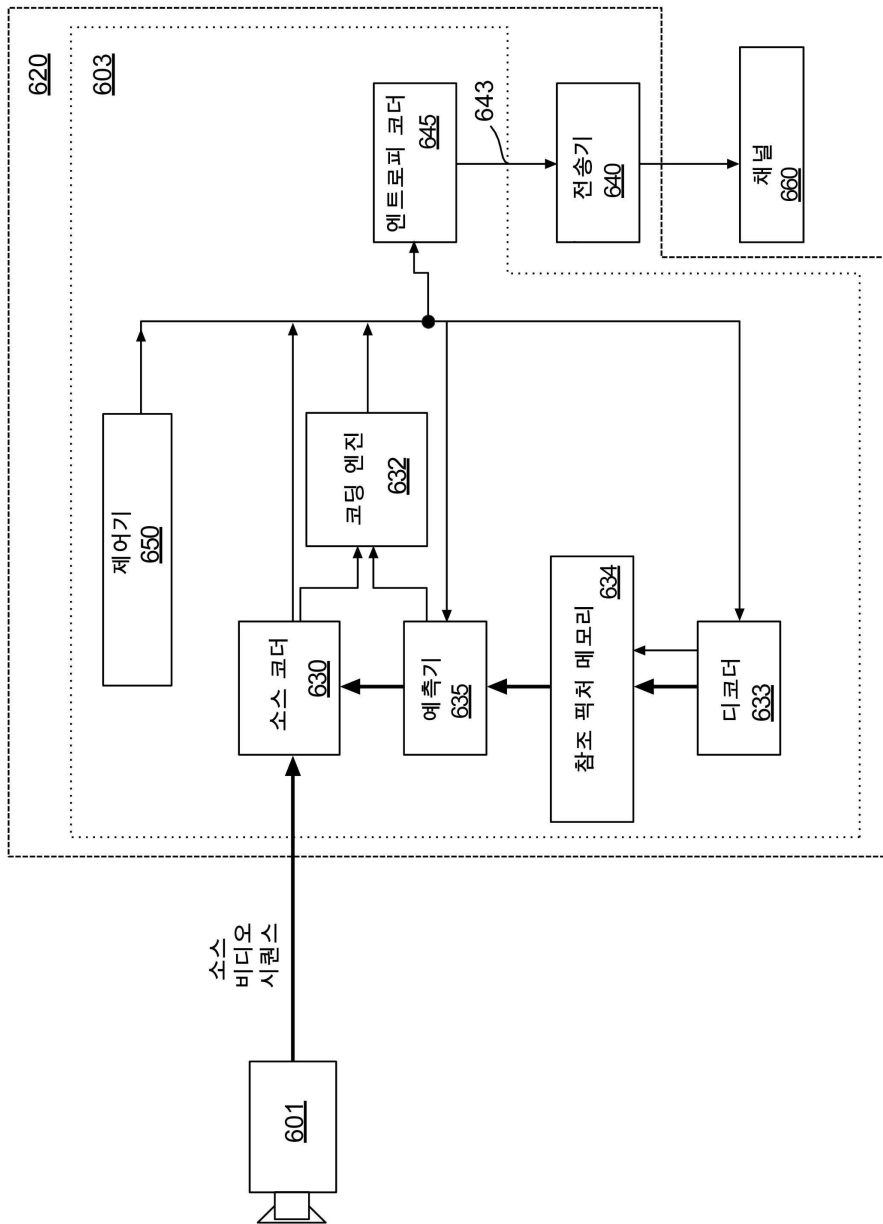 620
603
제어기
650
소스 코더
630
코딩 엔진
632
예측기
635
참조 픽처 메모리
634
디코더
633
엔트로피 코더
645
643
전송기
640
채널
660
소스
비디오
시퀀스
601